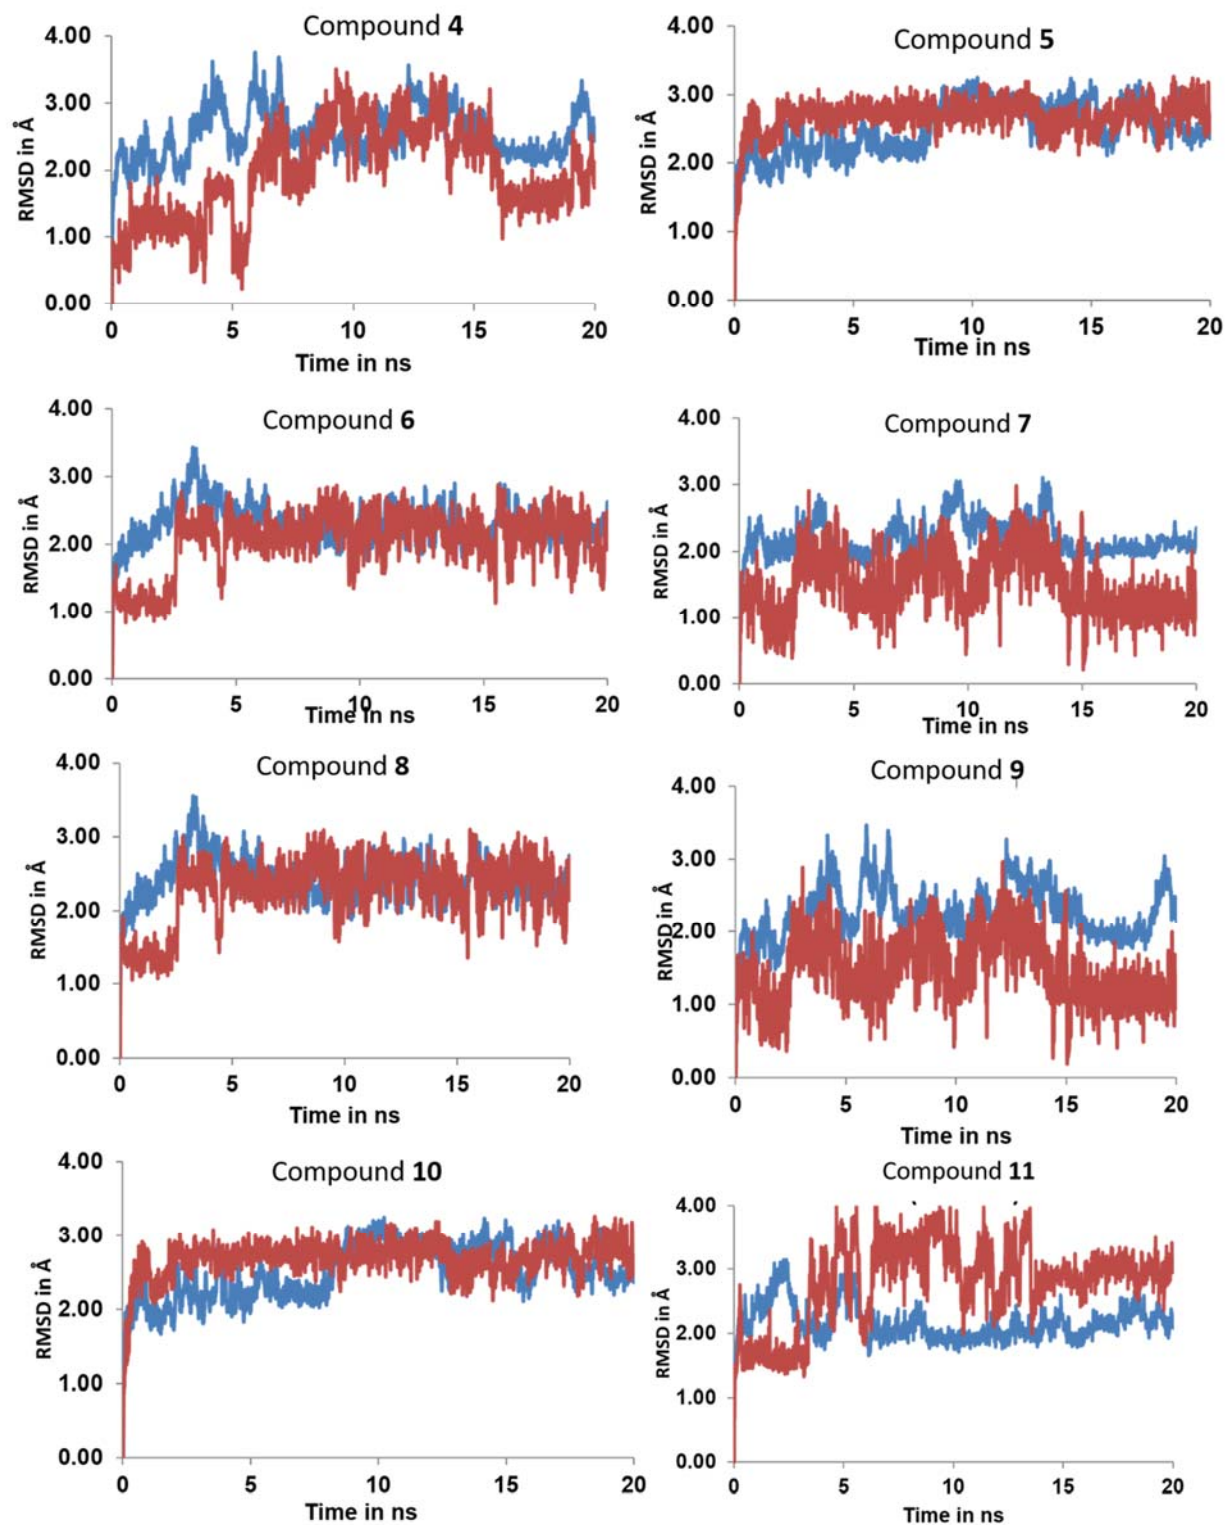 Compound 4
4.00
3.00
2.00
1.00
0.00
RMSD in Å
0 5 10 15 20
Time in ns
Compound 5
4.00
3.00
2.00
1.00
0.00
RMSD in Å
0 5 10 15 20
Time in ns
Compound 6
4.00
3.00
2.00
1.00
0.00
RMSD in Å
0 5 10 15 20
Time in ns
Compound 7
4.00
3.00
2.00
1.00
0.00
RMSD in Å
0 5 10 15 20
Time in ns
Compound 8
4.00
3.00
2.00
1.00
0.00
RMSD in Å
0 5 10 15 20
Time in ns
Compound 9
4.00
3.00
2.00
1.00
0.00
RMSD in Å
0 5 10 15 20
Time in ns
Compound 10
4.00
3.00
2.00
1.00
0.00
RMSD in Å
0 5 10 15 20
Time in ns
Compound 11
4.00
3.00
2.00
1.00
0.00
RMSD in Å
0 5 10 15 20
Time in ns